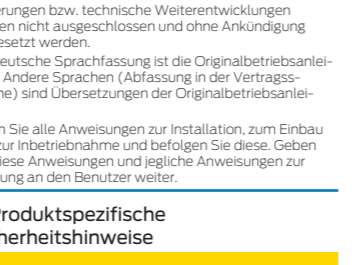 erungen bzw. technische Weiterentwicklungen
en nicht ausgeschlossen und ohne Ankündigung
esetzt werden.
eutsche Sprachfassung ist die Originalbetriebsanlei-
Andere Sprachen (Abfassung in der Vertragss-
he) sind Übersetzungen der Originalbetriebsanlei-
n Sie alle Anweisungen zur Installation, zum Einbau
zur Inbetriebnahme und befolgen Sie diese. Geben
diese Anweisungen und jegliche Anweisungen zur
ung an den Benutzer weiter.
Produktspezifische
herheitshinweise